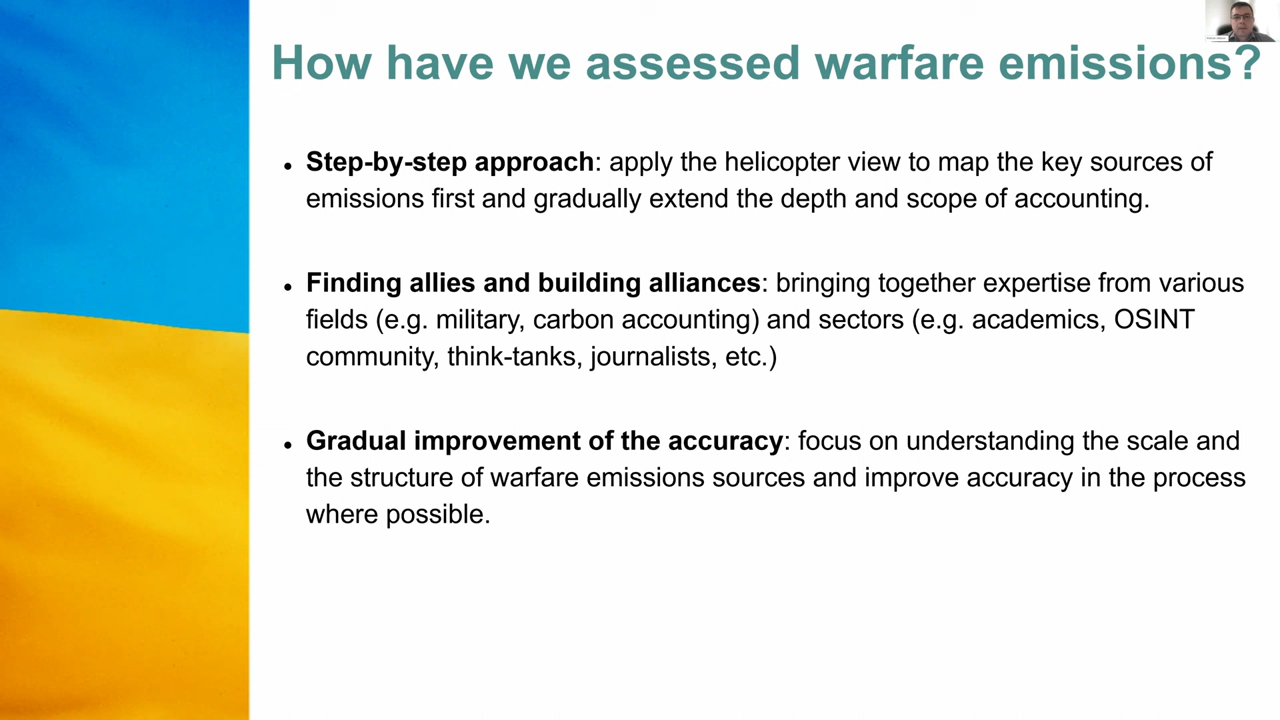 How have we assessed warfare emissions?
• Step-by-step approach: apply the helicopter view to map the key sources of
emissions first and gradually extend the depth and scope of accounting.
• Finding allies and building alliances: bringing together expertise from various
fields (e.g. military, carbon accounting) and sectors (e.g. academics, OSINT
community, think-tanks, journalists, etc.)
• Gradual improvement of the accuracy: focus on understanding the scale and
the structure of warfare emissions sources and improve accuracy in the process
where possible.